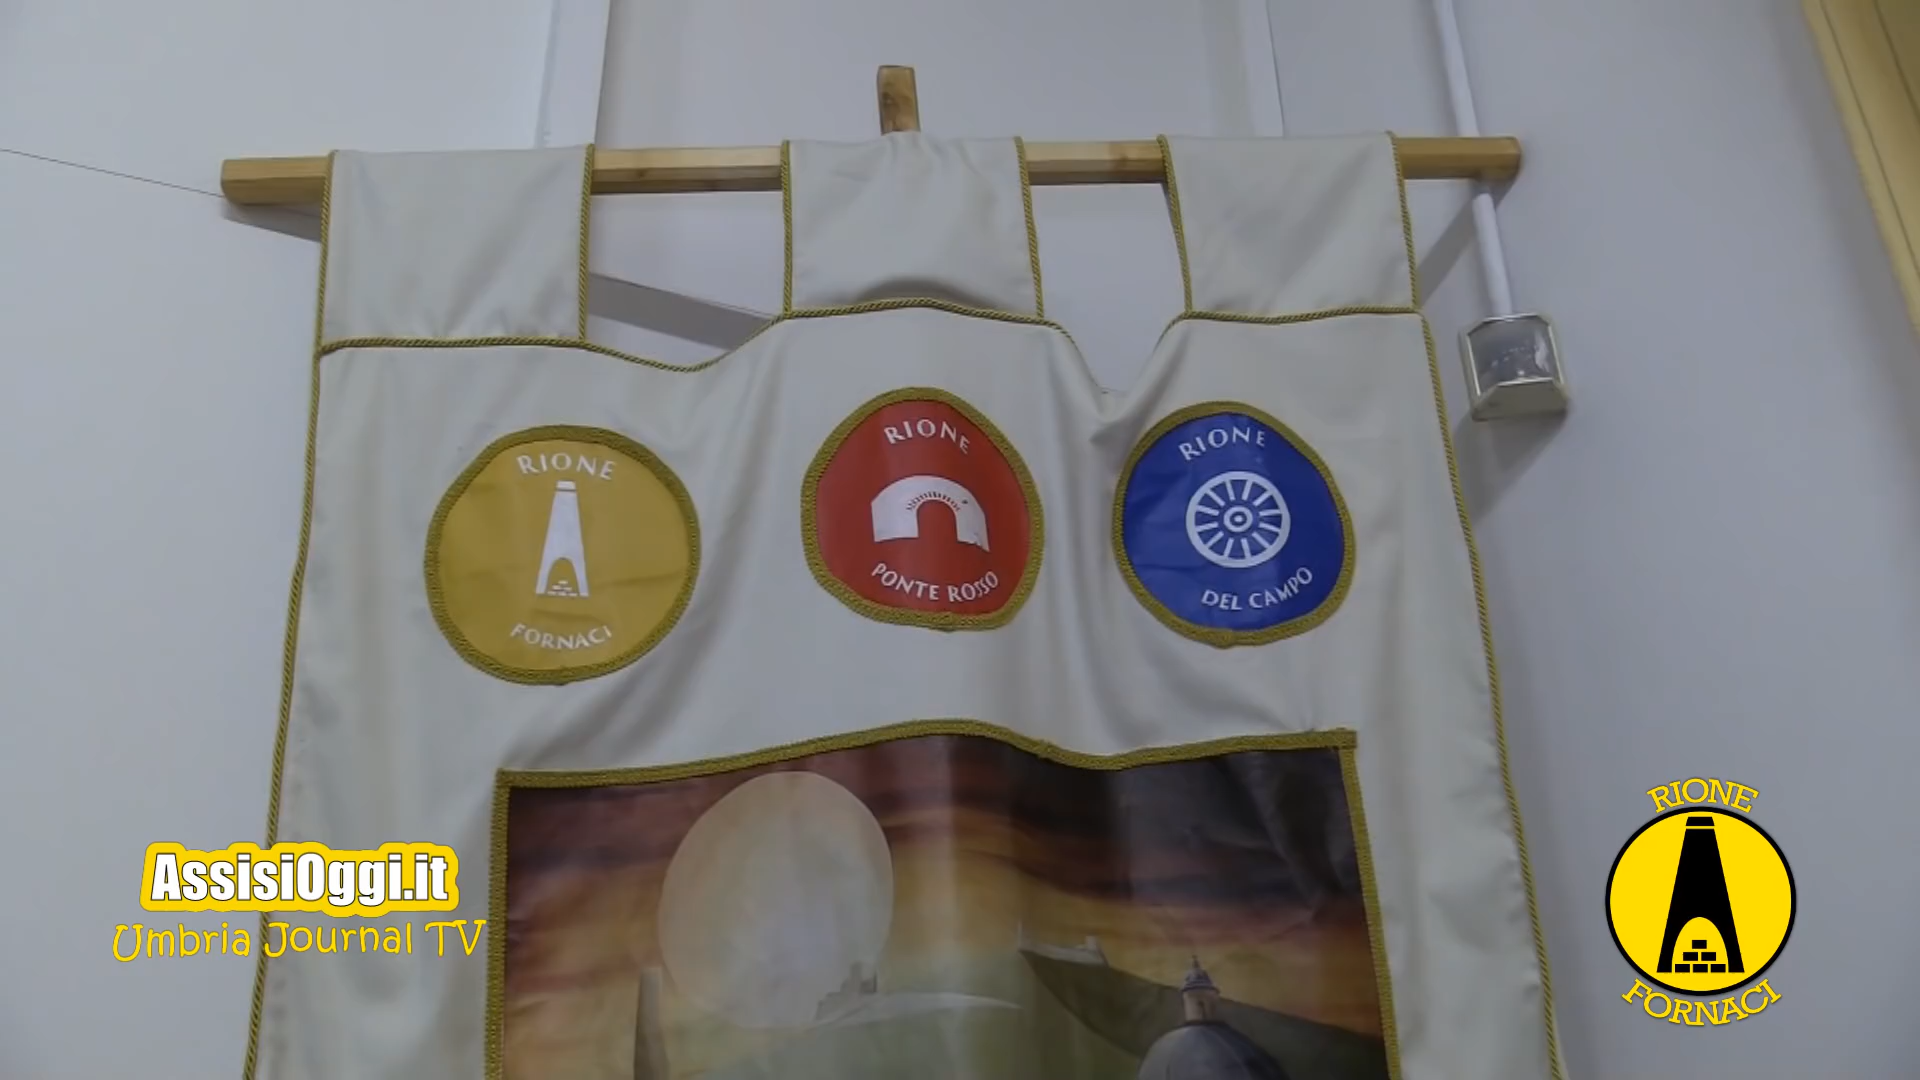 RIONE
FORNACI
RIONE
PONTE ROSSO
RIONE
DEL CAMPO
AssisiOggi.it
Umbria Journal TV
RIONE
FORNACI